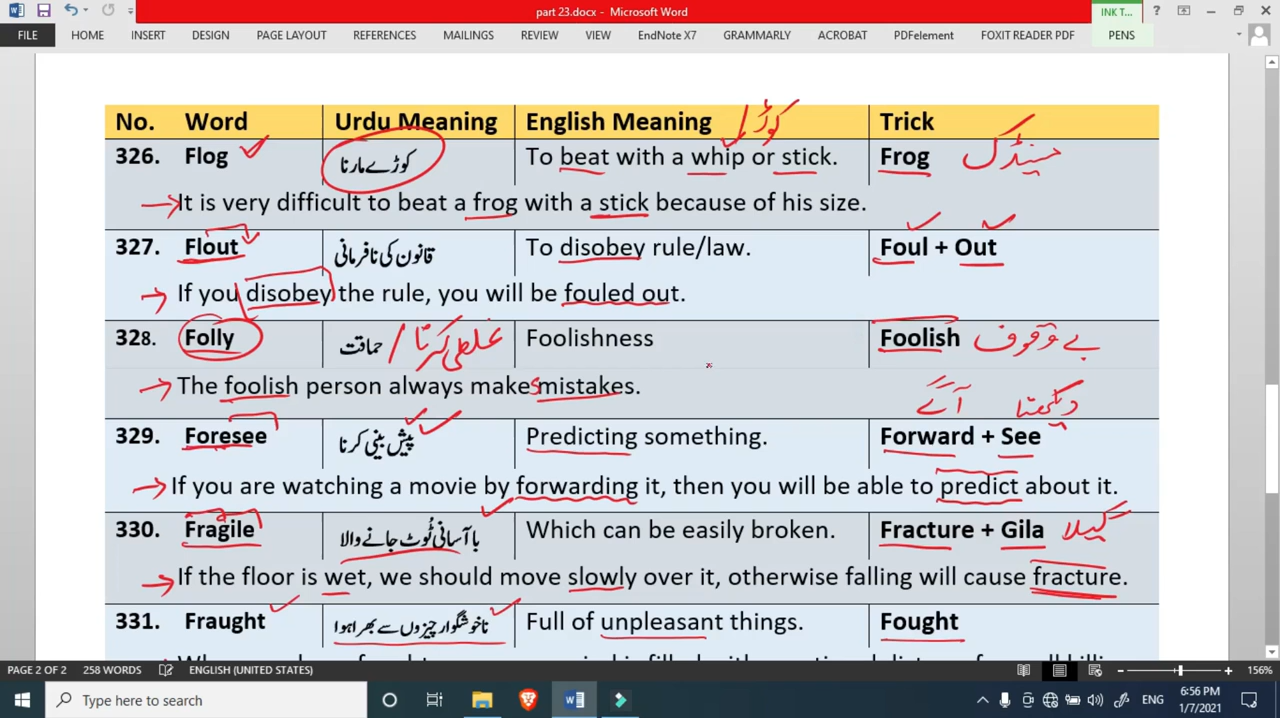 part 23.docx - Microsoft Word
INK T...
FILE HOME INSERT DESIGN PAGE LAYOUT REFERENCES MAILINGS REVIEW VIEW EndNote X7 GRAMMARLY ACROBAT PDFelement FOXIT READER PDF PENS
No. Word Urdu Meaning English Meaning کوڑا Trick
326. Flog کوڑے مارنا To beat with a whip or stick. Frog مینڈک
It is very difficult to beat a frog with a stick because of his size.
327. Flout قانون کی نافرمانی To disobey rule/law. Foul + Out
If you disobey the rule, you will be fouled out.
328. Folly حماقت / غلطی کرنا Foolishness Foolish بے وقوف
The foolish person always makes mistakes.
آگے دیکھنا
329. Foresee پیش بینی کرنا Predicting something. Forward + See
If you are watching a movie by forwarding it, then you will be able to predict about it.
330. Fragile باآسانی ٹُوٹ جانے والا Which can be easily broken. Fracture + Gila گیلا
If the floor is wet, we should move slowly over it, otherwise falling will cause fracture.
331. Fraught ناخوشگوار چیزوں سے بھرا ہوا Full of unpleasant things. Fought
PAGE 2 OF 2 258 WORDS ENGLISH (UNITED STATES) 156%
Type here to search
ENG
6:56 PM
1/7/2021